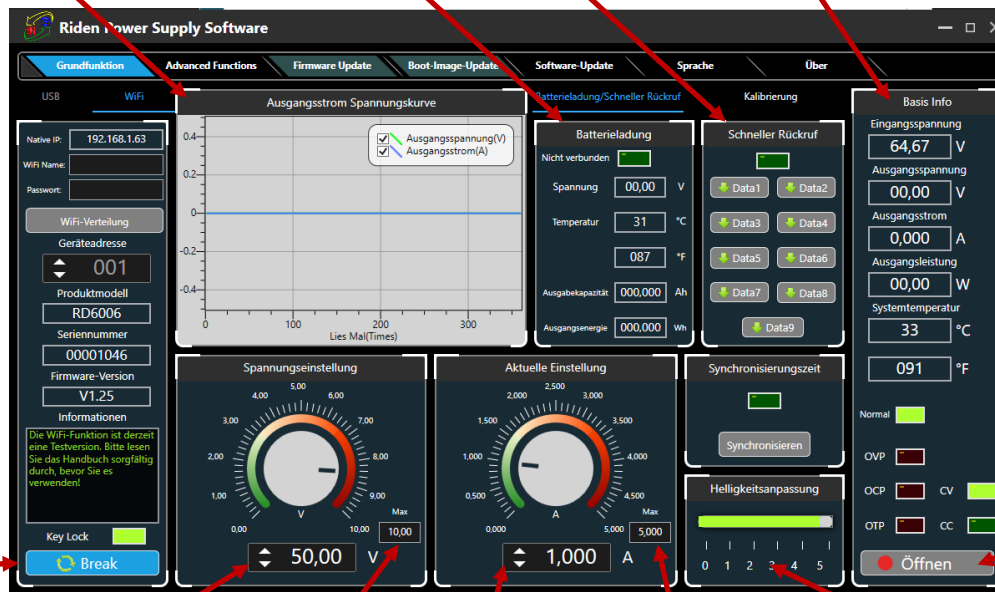 Riden Power Supply Software
Grundfunktion Advanced Functions Firmware Update Boot-Image-Update Software-Update Sprache Über
USB WiFi
Native IP: 192.168.1.63
WiFi Name:
Passwort:
WiFi-Verteilung
Geräteadresse
001
Produktmodell
RD6006
Seriennummer
00001046
Firmware-Version
V1.25
Informationen
Die WiFi-Funktion ist derzeit
eine Testversion. Bitte lesen
Sie das Handbuch sorgfältig
durch, bevor Sie es
verwenden!
Key Lock
Break
Ausgangsstrom Spannungskurve
Ausgangsspannung(V)
Ausgangsstrom(A)
0.4
0.2
0
-0.2
-0.4
0 100 200 300
Lies Mal(Times)
Batterieladung/Schneller Rückruf Kalibrierung
Batterieladung
Nicht verbunden
Spannung 00,00 V
Temperatur 31 °C
087 °F
Ausgabekapazität 000,000 Ah
Ausgangsenergie 000,000 Wh
Schneller Rückruf
Data1 Data2
Data3 Data4
Data5 Data6
Data7 Data8
Data9
Spannungseinstellung
0,00 1,00 2,00 3,00 4,00 5,00 6,00 7,00 8,00 9,00 10,00
V
Max
10,00
50,00 V
Aktuelle Einstellung
0,000 0,500 1,000 1,500 2,000 2,500 3,000 3,500 4,000 4,500 5,000
A
Max
5,000
1,000 A
Synchronisierungszeit
Synchronisieren
Helligkeitsanpassung
0 1 2 3 4 5
Basis Info
Eingangsspannung
64,67 V
Ausgangsspannung
00,00 V
Ausgangsstrom
0,000 A
Ausgangsleistung
00,00 W
Systemtemperatur
33 °C
091 °F
Normal
OVP
OCP CV
OTP CC
Öffnen